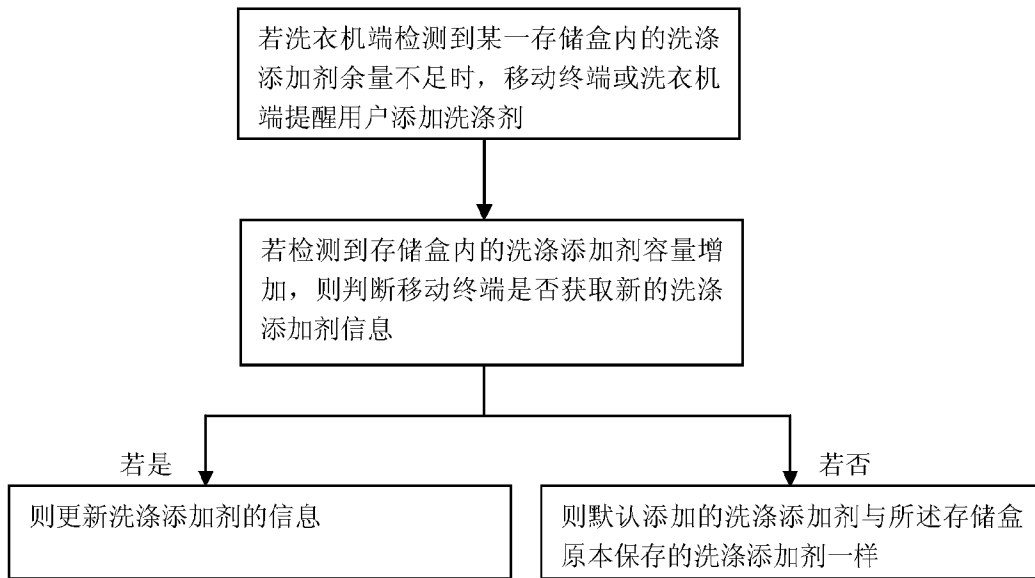 若洗衣机端检测到某一存储盒内的洗涤
添加剂余量不足时，移动终端或洗衣机
端提醒用户添加洗涤剂
若检测到存储盒内的洗涤添加剂容量增
加，则判断移动终端是否获取新的洗涤
添加剂信息
若是
若否
则更新洗涤添加剂的信息
则默认添加的洗涤添加剂与所述存储盒
原本保存的洗涤添加剂一样